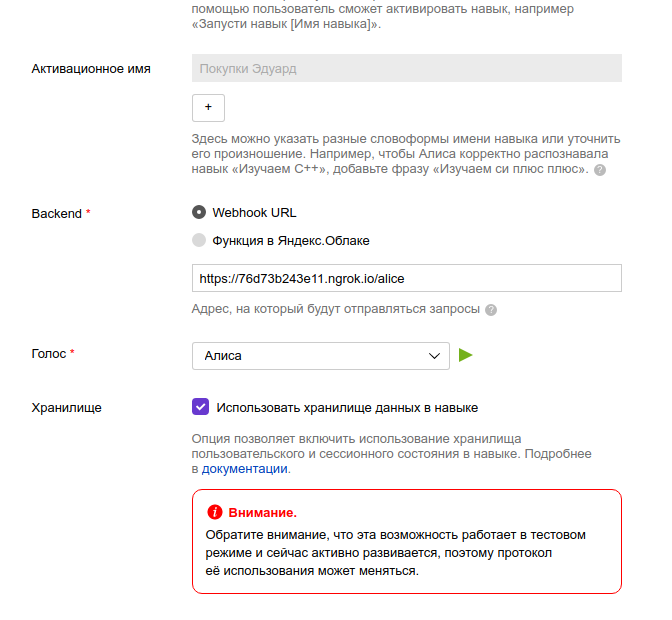 помощью пользователь сможет активировать навык, например
«Запусти навык [Имя навыка]».
Активационное имя
Покупки Эдуард
+
Здесь можно указать разные словоформы имени навыка или уточнить
его произношение. Например, чтобы Алиса корректно распознавала
навык «Изучаем C++», добавьте фразу «Изучаем си плюс плюс». ?
Backend *
Webhook URL
Функция в Яндекс.Облаке
https://76d73b243e11.ngrok.io/alice
Адрес, на который будут отправляться запросы ?
Голос *
Алиса
Хранилище
Использовать хранилище данных в навыке
Опция позволяет включить использование хранилища
пользовательского и сессионного состояния в навыке. Подробнее
в документации.
Внимание.
Обратите внимание, что эта возможность работает в тестовом
режиме и сейчас активно развивается, поэтому протокол
её использования может меняться.